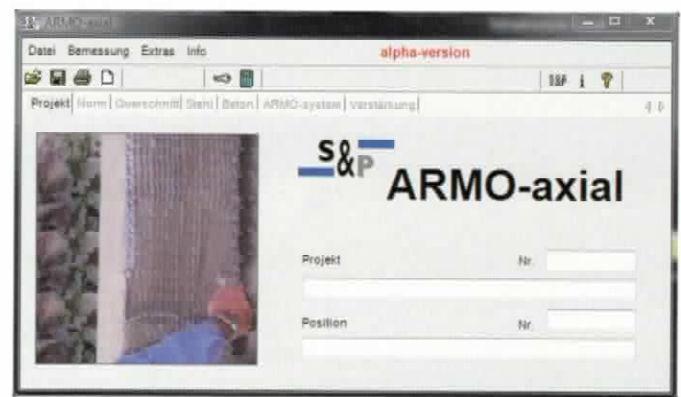 ARMO-axial
Datei Bemessung Extras Info
alpha-version
S&P i ?
Projekt Norm Querschnitt Stahl Beton ARMO-system Verstärkung
S&P
ARMO-axial
Projekt Nr.
Position Nr.